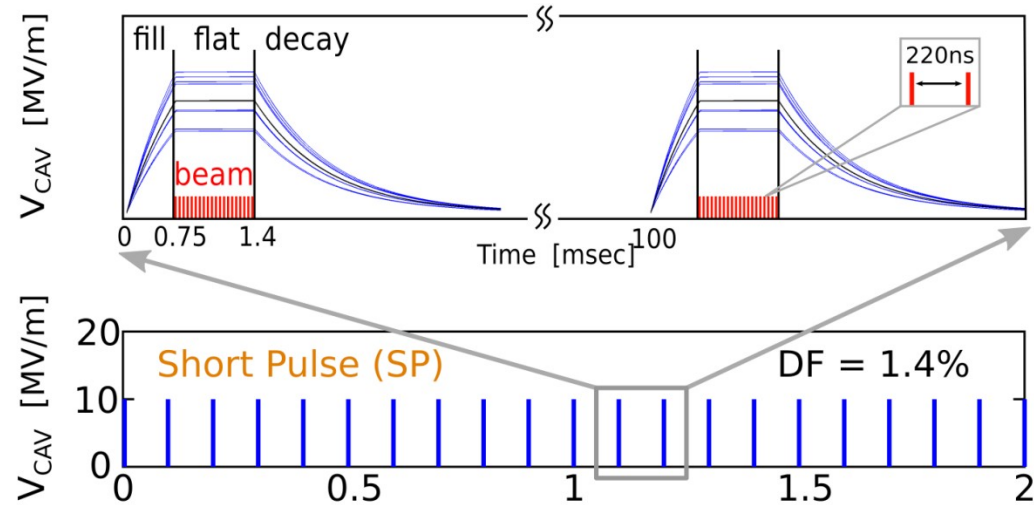 V_CAV [MV/m]
fill flat decay
220ns
beam
0 0.75 1.4 100
Time [msec]
V_CAV [MV/m]
20
10
0
Short Pulse (SP)
DF = 1.4%
0 0.5 1 1.5 2